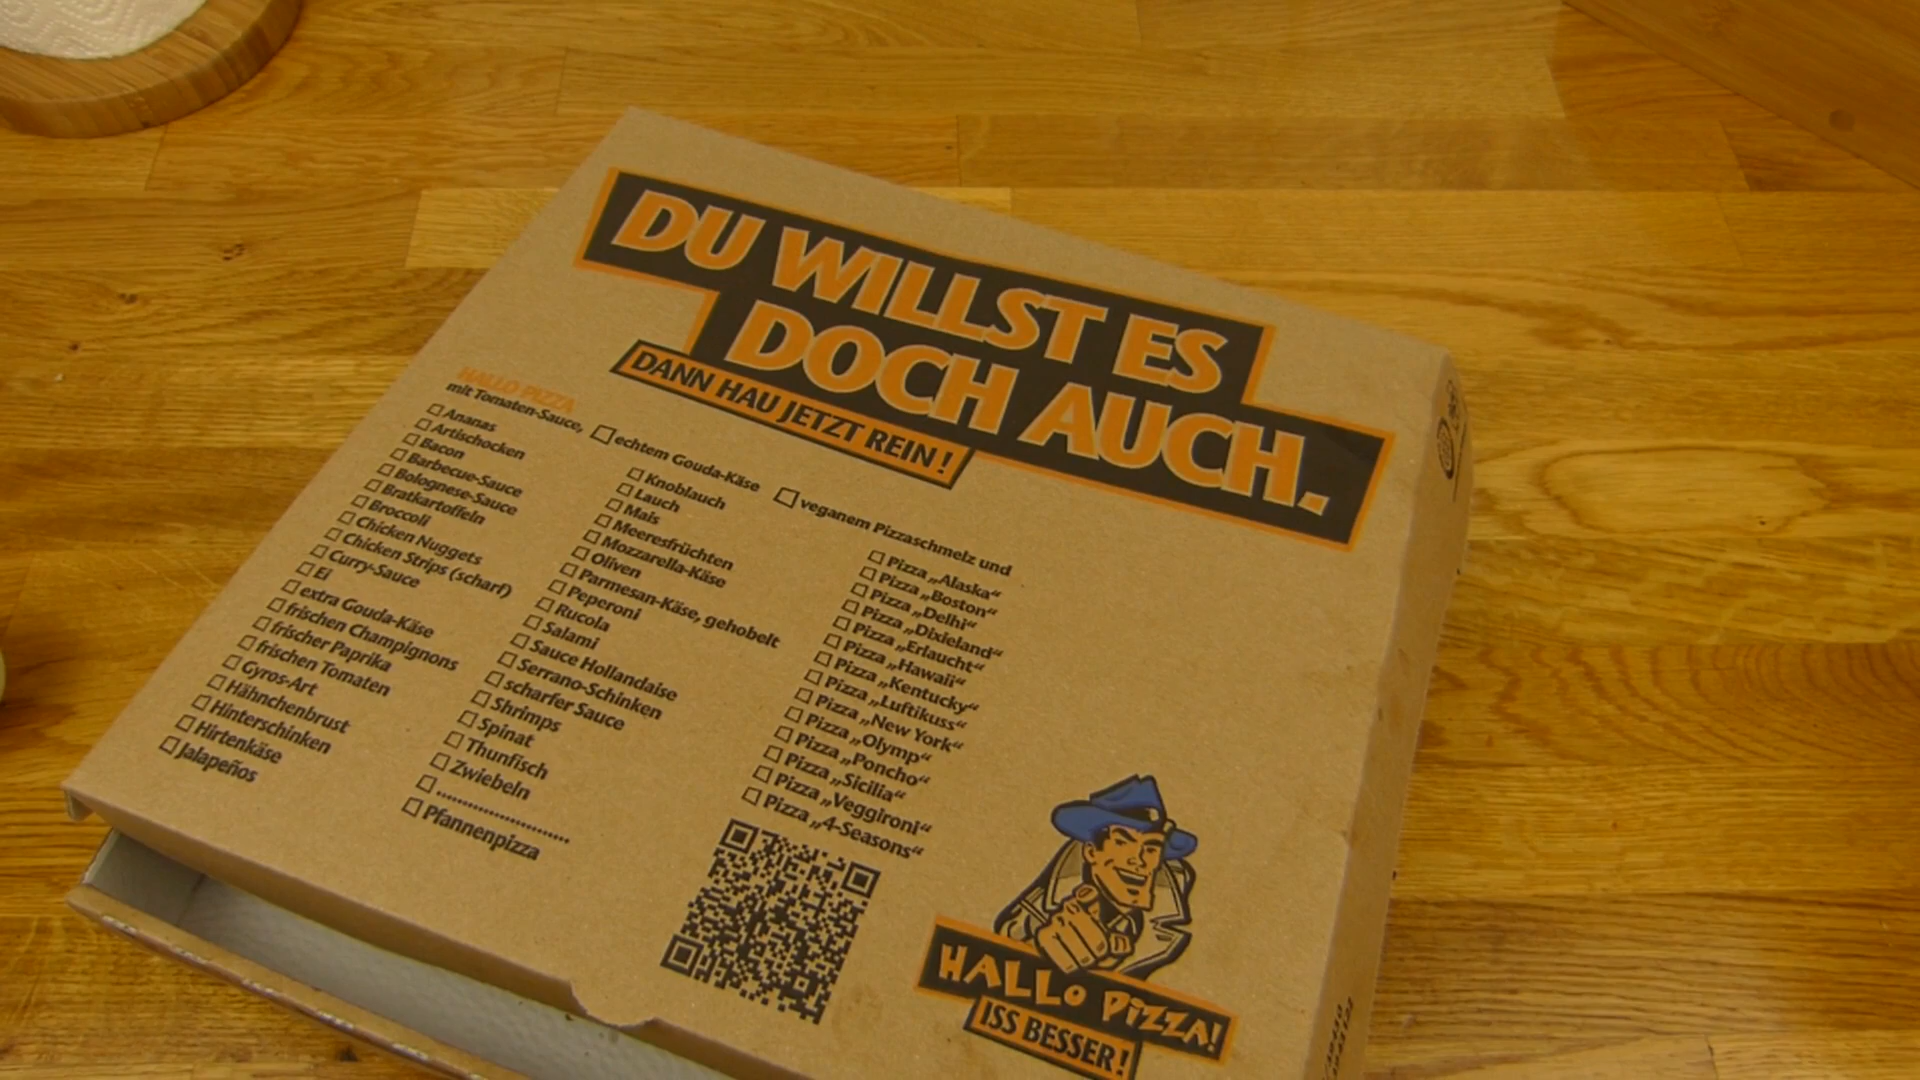 DU WILLST ES
DOCH AUCH.
DANN HAU JETZT REIN!
HALLO PIZZA
mit Tomaten-Sauce, echtem Gouda-Käse veganem Pizzaschmelz und
Ananas
Artischocken
Bacon
Barbecue-Sauce
Bolognese-Sauce
Bratkartoffeln
Broccoli
Chicken Nuggets
Chicken Strips (scharf)
Curry-Sauce
Ei
extra Gouda-Käse
frischen Champignons
frischer Paprika
frischen Tomaten
Gyros-Art
Hähnchenbrust
Hinterschinken
Hirtenkäse
Jalapeños
Knoblauch
Lauch
Mais
Meeresfrüchten
Mozzarella-Käse
Oliven
Parmesan-Käse, gehobelt
Peperoni
Rucola
Salami
Sauce Hollandaise
Serrano-Schinken
scharfer Sauce
Shrimps
Spinat
Thunfisch
Zwiebeln
........................
Pfannenpizza
Pizza „Alaska“
Pizza „Boston“
Pizza „Delhi“
Pizza „Dixieland“
Pizza „Erlaucht“
Pizza „Hawaii“
Pizza „Kentucky“
Pizza „Luftikuss“
Pizza „New York“
Pizza „Olymp“
Pizza „Poncho“
Pizza „Sicilia“
Pizza „Veggironi“
Pizza „4-Seasons“
HALLO PIZZA!
ISS BESSER!